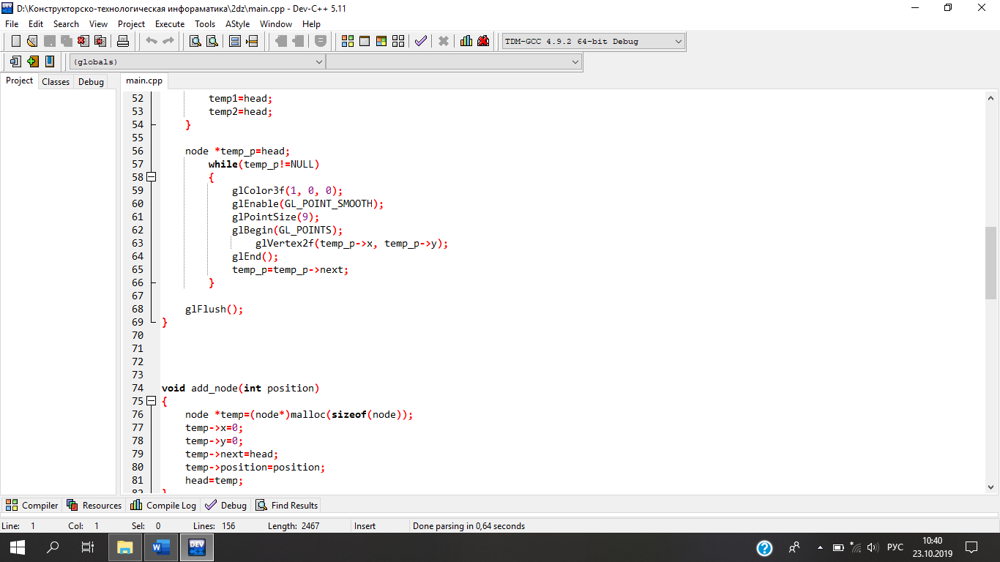 D:\Конструкторско-технологическая информаматика\2dz\main.cpp - Dev-C++ 5.11
File Edit Search View Project Execute Tools AStyle Window Help
TDM-GCC 4.9.2 64-bit Debug
(globals)
Project Classes Debug main.cpp
52 temp1=head;
53 temp2=head;
54 }
55
56 node *temp_p=head;
57 while(temp_p!=NULL)
58 {
59 glColor3f(1, 0, 0);
60 glEnable(GL_POINT_SMOOTH);
61 glPointSize(9);
62 glBegin(GL_POINTS);
63 glVertex2f(temp_p->x, temp_p->y);
64 glEnd();
65 temp_p=temp_p->next;
66 }
67
68 glFlush();
69 }
70
71
72
73
74 void add_node(int position)
75 {
76 node *temp=(node*)malloc(sizeof(node));
77 temp->x=0;
78 temp->y=0;
79 temp->next=head;
80 temp->position=position;
81 head=temp;
82 }
Compiler Resources Compile Log Debug Find Results
Line: 1 Col: 1 Sel: 0 Lines: 156 Length: 2467 Insert Done parsing in 0,64 seconds
DEV C++ РУС 10:40
23.10.2019